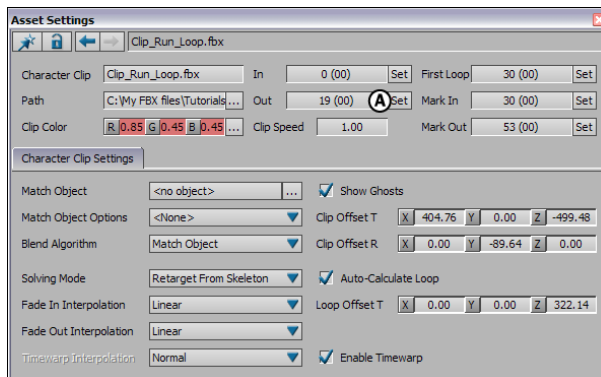 Asset Settings
Clip_Run_Loop.fbx
Character Clip Clip_Run_Loop.fbx In 0 (00) Set First Loop 30 (00) Set
Path C:\My FBX files\Tutorials ... Out 19 (00) A Set Mark In 30 (00) Set
Clip Color R 0.85 G 0.45 B 0.45 ... Clip Speed 1.00 Mark Out 53 (00) Set
Character Clip Settings
Match Object <no object> ... Show Ghosts
Match Object Options <None> Clip Offset T X 404.76 Y 0.00 Z -499.48
Blend Algorithm Match Object Clip Offset R X 0.00 Y -89.64 Z 0.00
Solving Mode Retarget From Skeleton Auto-Calculate Loop
Fade In Interpolation Linear Loop Offset T X 0.00 Y 0.00 Z 322.14
Fade Out Interpolation Linear
Timewarp Interpolation Normal Enable Timewarp